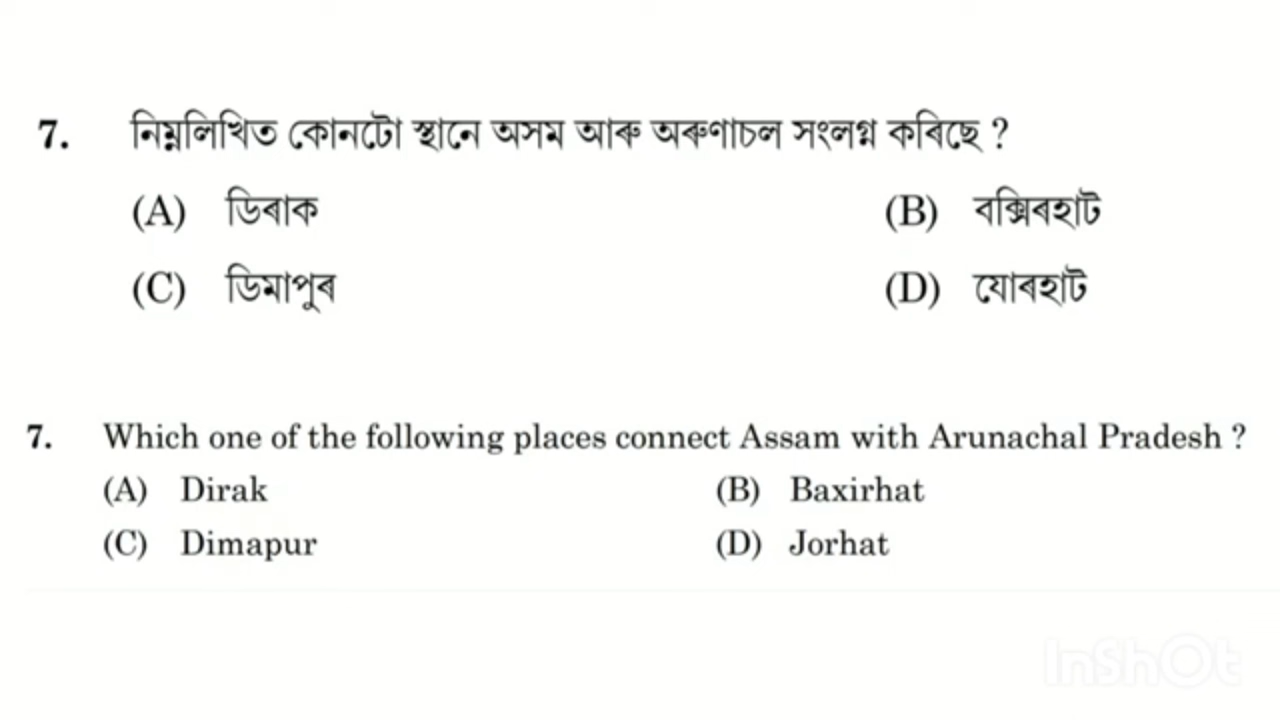 7. নিম্নলিখিত কোনটো স্থানে অসম আৰু অৰুণাচল সংলগ্ন কৰিছে ?
(A) ডিৰাক (B) বক্সিৰহাট
(C) ডিমাপুৰ (D) যোৰহাট
7. Which one of the following places connect Assam with Arunachal Pradesh ?
(A) Dirak (B) Baxirhat
(C) Dimapur (D) Jorhat
InShOt